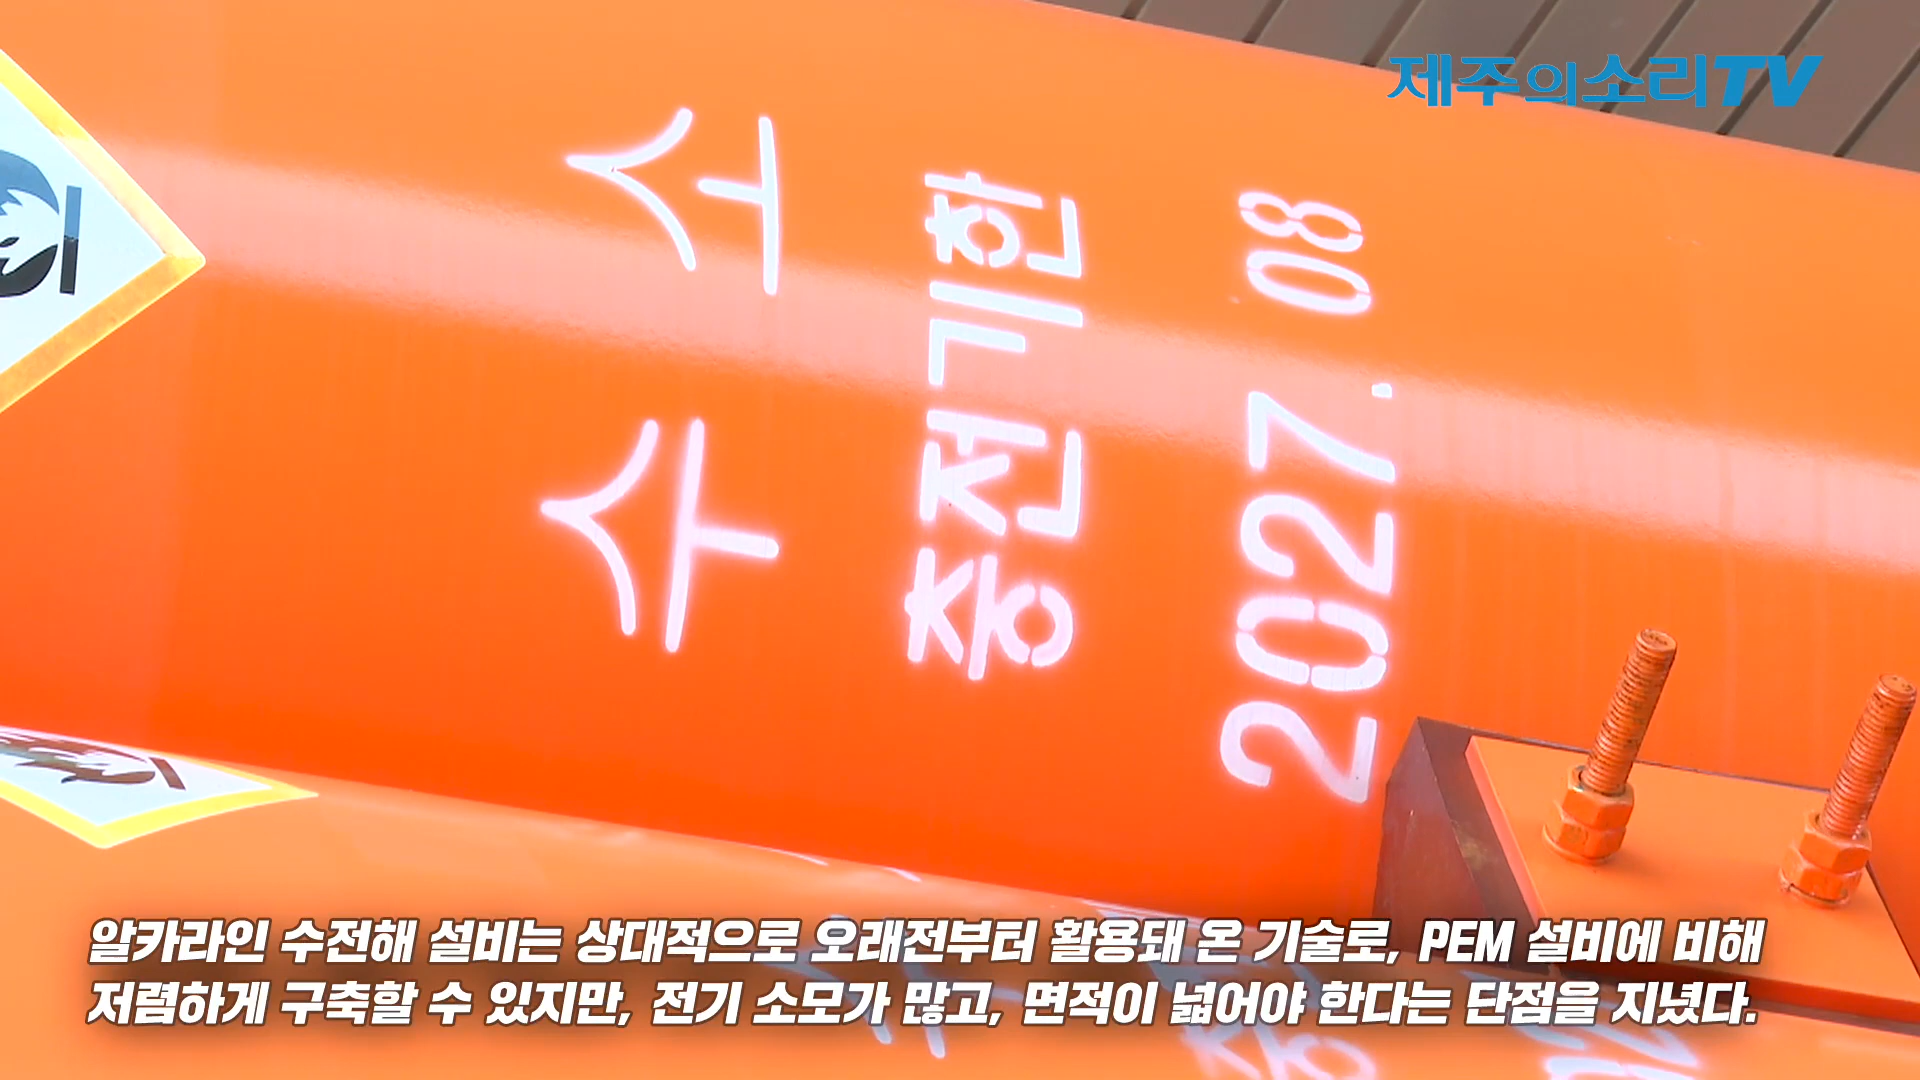 제주의소리TV
수소
충전기한
2027. 08
알카라인 수전해 설비는 상대적으로 오래전부터 활용돼 온 기술로, PEM 설비에 비해
저렴하게 구축할 수 있지만, 전기 소모가 많고, 면적이 넓어야 한다는 단점을 지녔다.